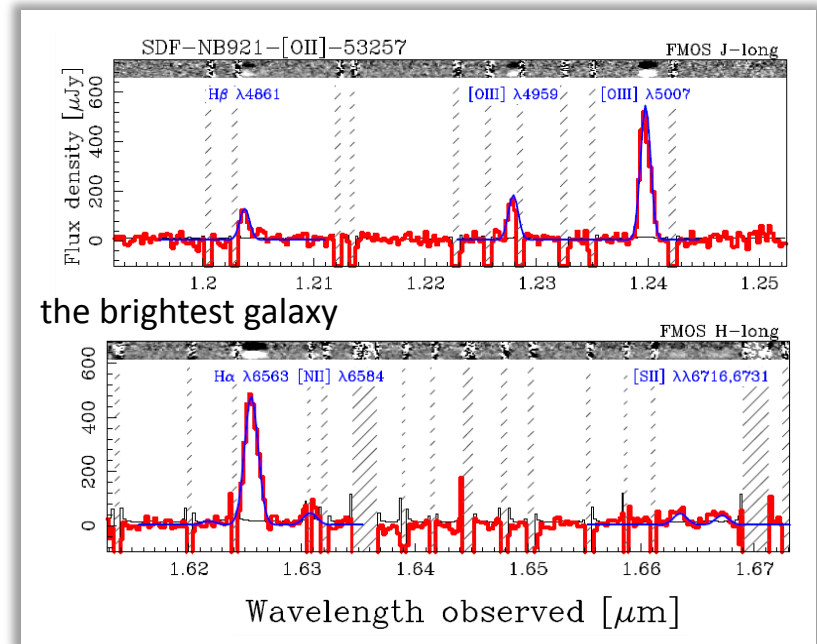 SDF-NB921-[OII]-53257 FMOS J-long
Hβ λ4861 [OIII] λ4959 [OIII] λ5007
Flux density [μJy]
600
400
200
0
1.2 1.21 1.22 1.23 1.24 1.25
the brightest galaxy
FMOS H-long
Hα λ6563 [NII] λ6584 [SII] λλ6716,6731
600
400
200
0
1.62 1.63 1.64 1.65 1.66 1.67
Wavelength observed [μm]